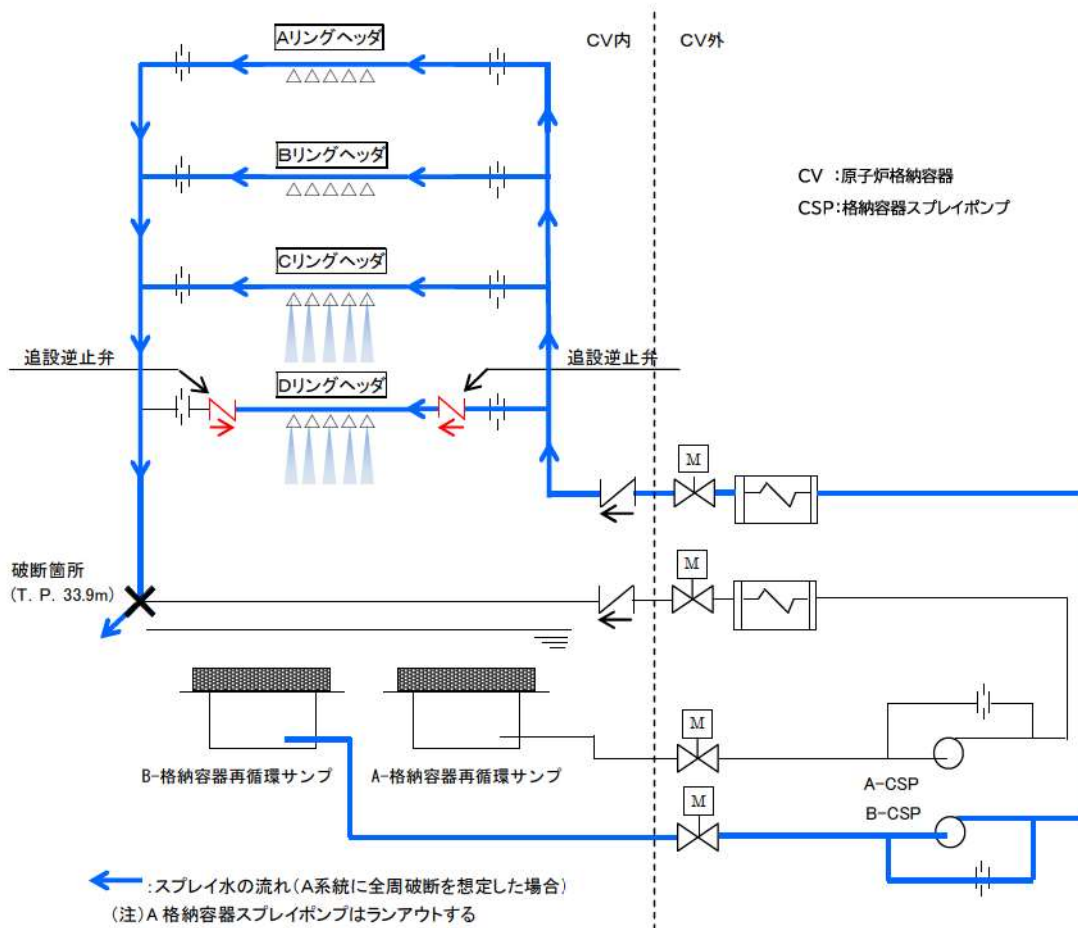 Aリングヘッダ
CV内
CV外
Bリングヘッダ
CV :原子炉格納容器
CSP:格納容器スプレイポンプ
Cリングヘッダ
追設逆止弁
追設逆止弁
Dリングヘッダ
M
破断箇所
(T. P. 33.9m)
M
M
B-格納容器再循環サンプ
A-格納容器再循環サンプ
A-CSP
B-CSP
M
:スプレイ水の流れ(A系統に全周破断を想定した場合)
(注)A 格納容器スプレイポンプはランアウトする